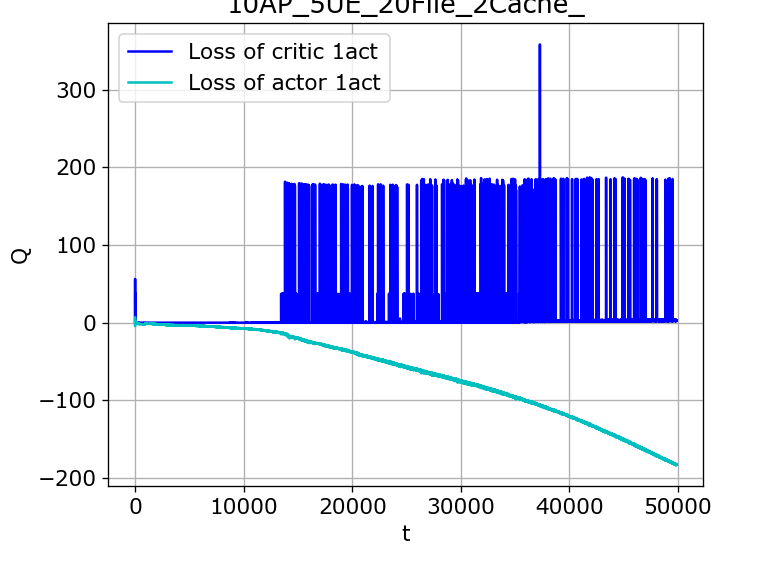 10AP_5UE_20File_2Cache_
Loss of critic 1act
Loss of actor 1act
300
200
100
0
−100
−200
Q
0 10000 20000 30000 40000 50000
t